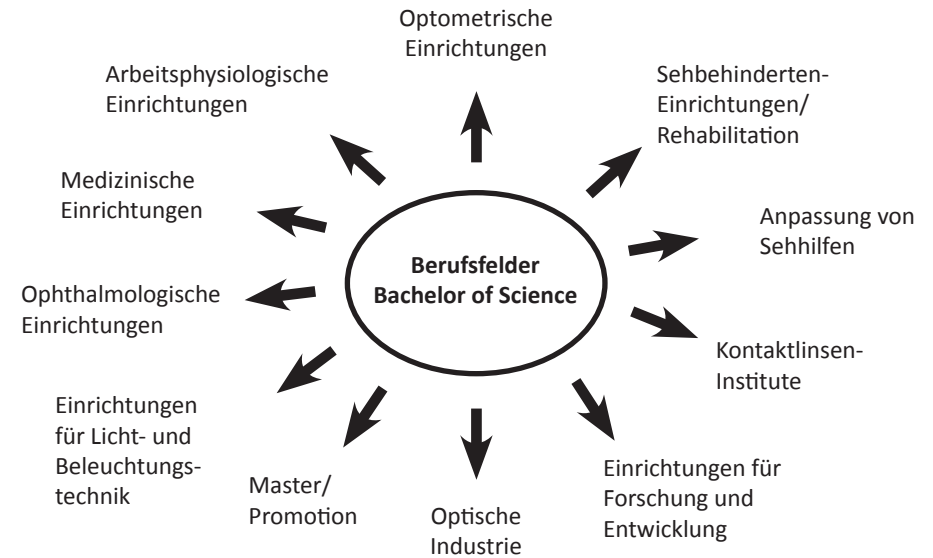 Optometrische
Einrichtungen
Arbeitsphysiologische
Einrichtungen
Sehbehinderten-
Einrichtungen/
Rehabilitation
Medizinische
Einrichtungen
Anpassung von
Sehhilfen
Berufsfelder
Bachelor of Science
Ophthalmologische
Einrichtungen
Kontaktlinsen-
Institute
Einrichtungen
für Licht- und
Beleuchtungs-
technik
Master/
Promotion
Optische
Industrie
Einrichtungen für
Forschung und
Entwicklung